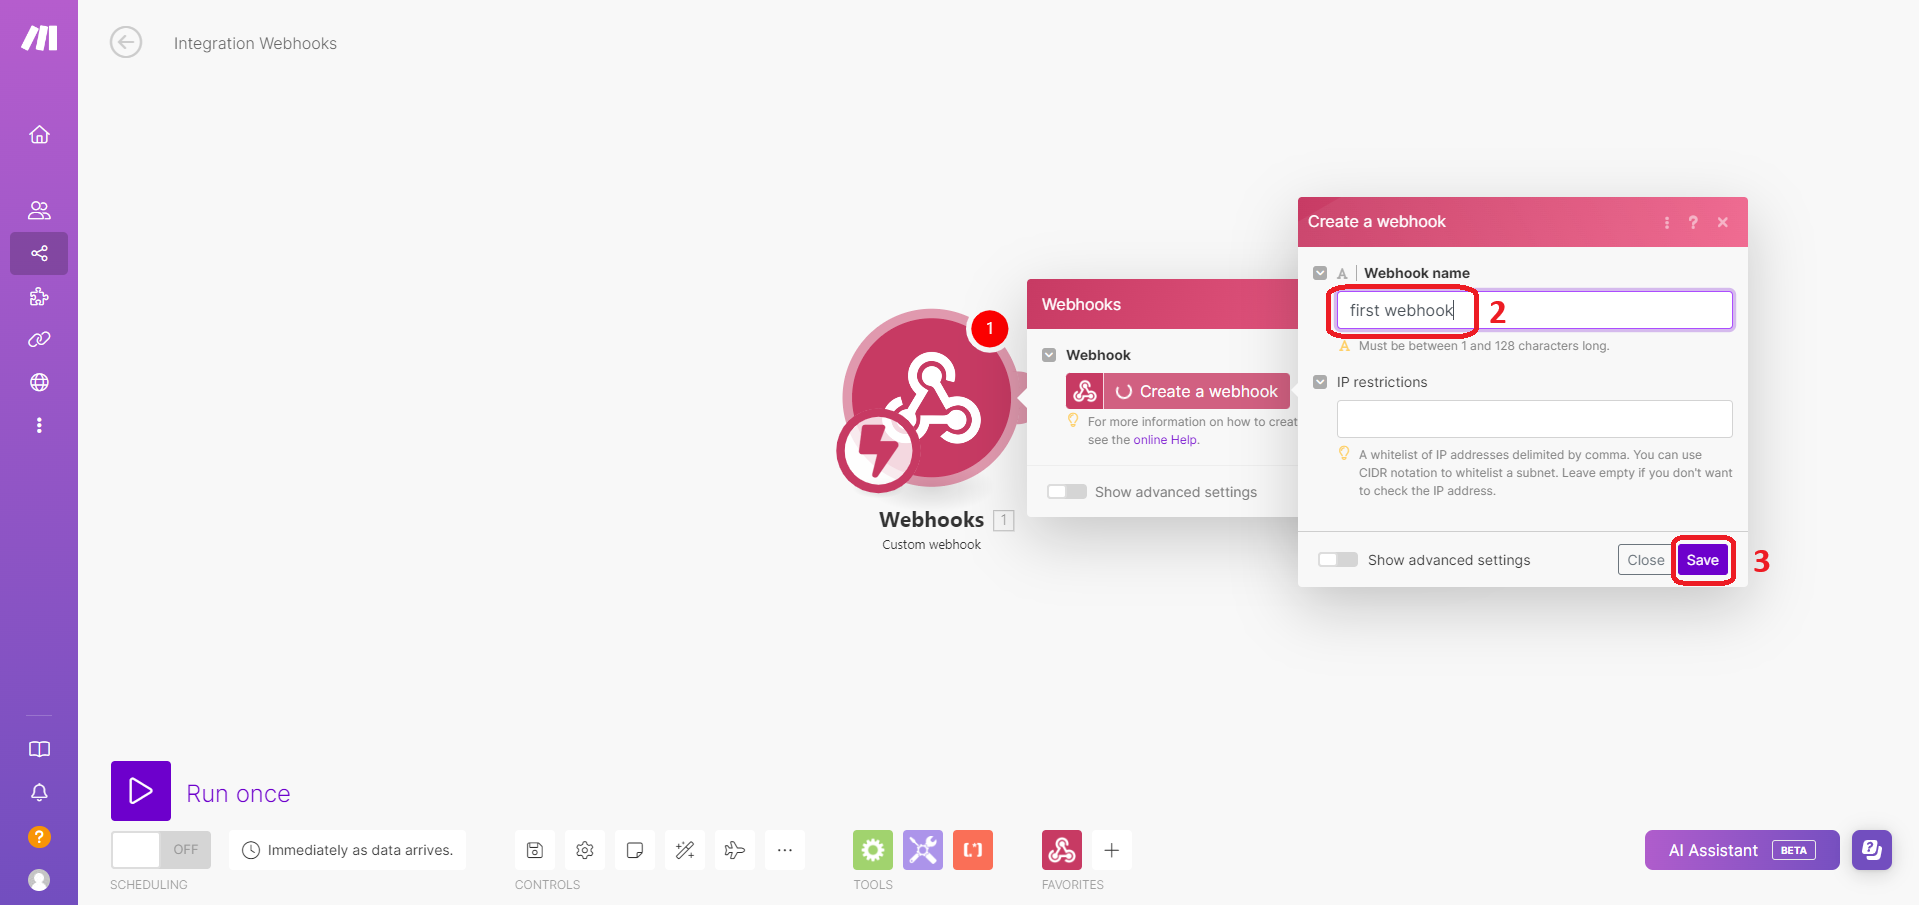 Integration Webhooks
Create a webhook
Webhook name
first webhook
2
Must be between 1 and 128 characters long.
IP restrictions
A whitelist of IP addresses delimited by comma. You can use
CIDR notation to whitelist a subnet. Leave empty if you don't want
to check the IP address.
Show advanced settings
Close
Save
3
Webhooks
Webhook
Create a webhook
For more information on how to creat
see the online Help.
Show advanced settings
1
Webhooks 1
Custom webhook
Run once
OFF
Immediately as data arrives.
SCHEDULING
CONTROLS
TOOLS
FAVORITES
AI Assistant BETA